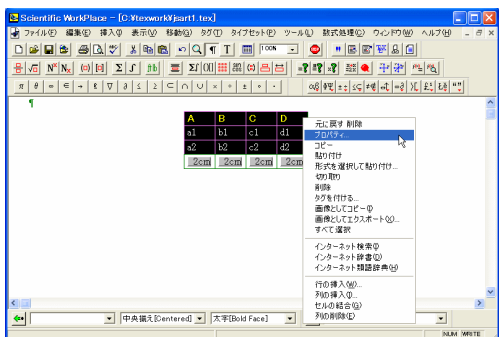 Scientific WorkPlace - [C:¥texwork¥jsart1.tex]
ファイル(F) 編集(E) 挿入(I) 表示(V) 移動(G) タグ(T) タイプセット(P) ツール(L) 数式処理(C) ウィンドウ(W) ヘルプ(H)
100%
A B C D
a1 b1 c1 d1
a2 b2 c2 d2
2cm 2cm 2cm 2cm
元に戻す 削除
プロパティ...
コピー
貼り付け
形式を選択して貼り付け...
切り取り
削除
タグを付ける...
画像としてコピー(I)
画像としてエクスポート(X)...
すべて選択
インターネット検索(I)
インターネット辞書(D)
インターネット類語辞典(H)
行の挿入(W)...
列の挿入(I)...
セルの結合(G)
列の削除(E)
中央揃え[Centered] 太字[Bold Face]
NUM WRITE